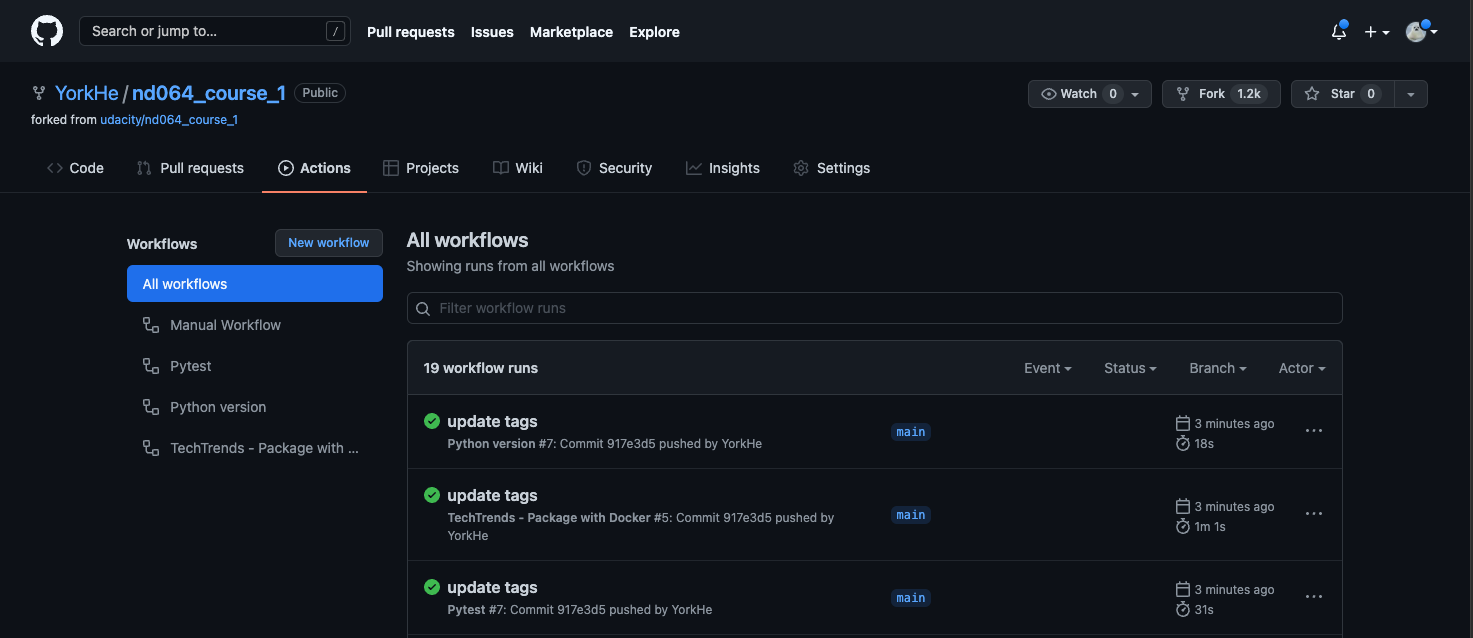 Search or jump to... /
Pull requests Issues Marketplace Explore
YorkHe / nd064_course_1 Public
Watch 0 Fork 1.2k Star 0
forked from udacity/nd064_course_1
Code Pull requests Actions Projects Wiki Security Insights Settings
Workflows New workflow
All workflows
Manual Workflow
Pytest
Python version
TechTrends - Package with ...
All workflows
Showing runs from all workflows
Filter workflow runs
19 workflow runs Event Status Branch Actor
update tags
Python version #7: Commit 917e3d5 pushed by YorkHe
main
3 minutes ago
18s
update tags
TechTrends - Package with Docker #5: Commit 917e3d5 pushed by
YorkHe
main
3 minutes ago
1m 1s
update tags
Pytest #7: Commit 917e3d5 pushed by YorkHe
main
3 minutes ago
31s